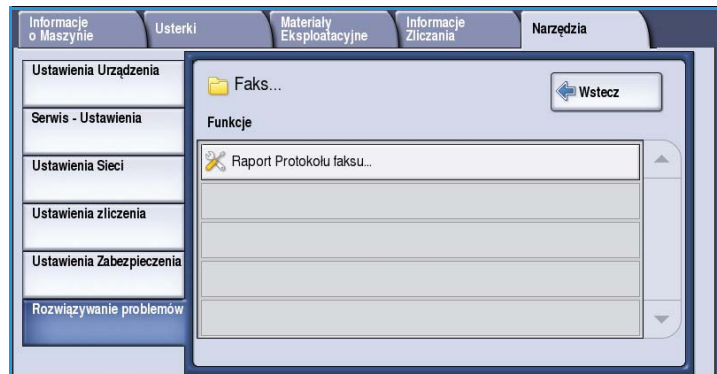 Informacje
o Maszynie
Usterki
Materiały
Eksploatacyjne
Informacje
Zliczania
Narzędzia
Ustawienia Urządzenia
Serwis - Ustawienia
Ustawienia Sieci
Ustawienia zliczenia
Ustawienia Zabezpieczenia
Rozwiązywanie problemów
Faks...
Wstecz
Funkcje
Raport Protokołu faksu...